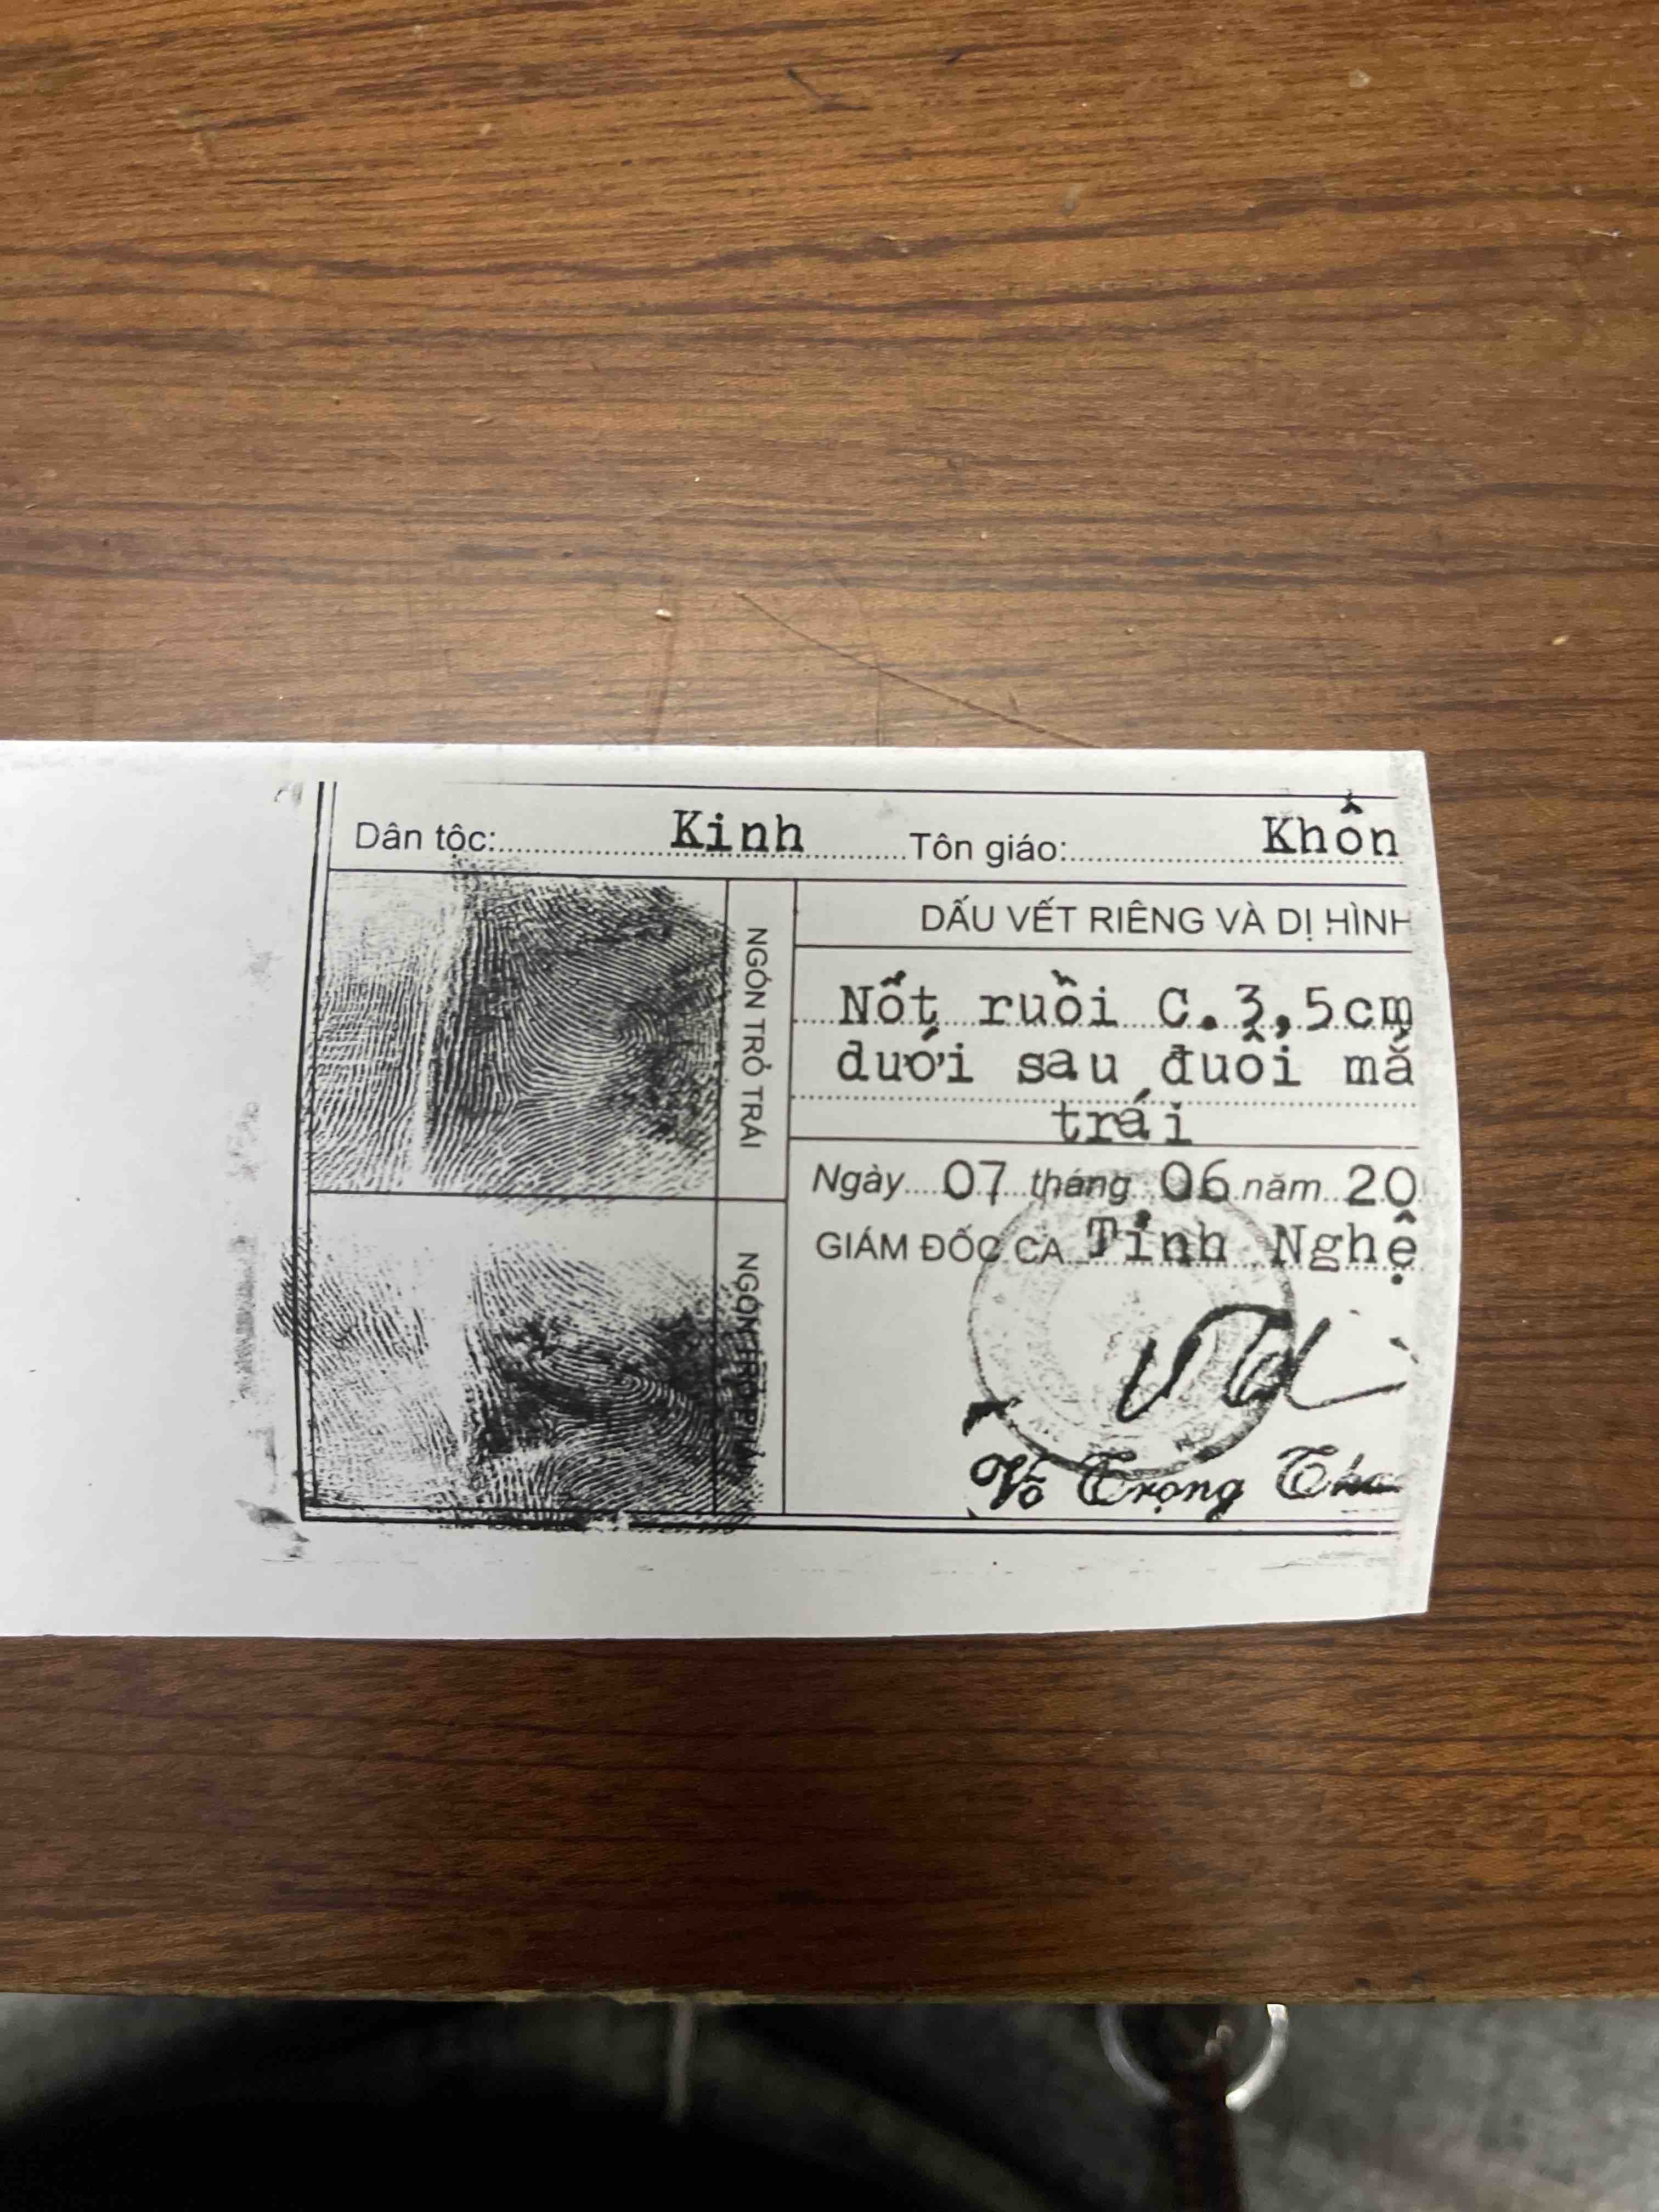 Dân tộc: Kinh Tôn giáo: Khôn
NGÓN TRỎ TRÁI
DẤU VẾT RIÊNG VÀ DỊ HÌNH
Nốt ruồi C.3,5cm
dưới sau đuôi mắ
trái
Ngày 07 tháng 06 năm 20
GIÁM ĐỐC CA Tỉnh Nghệ
NGÓN TRỎ PHẢI
Võ Trọng